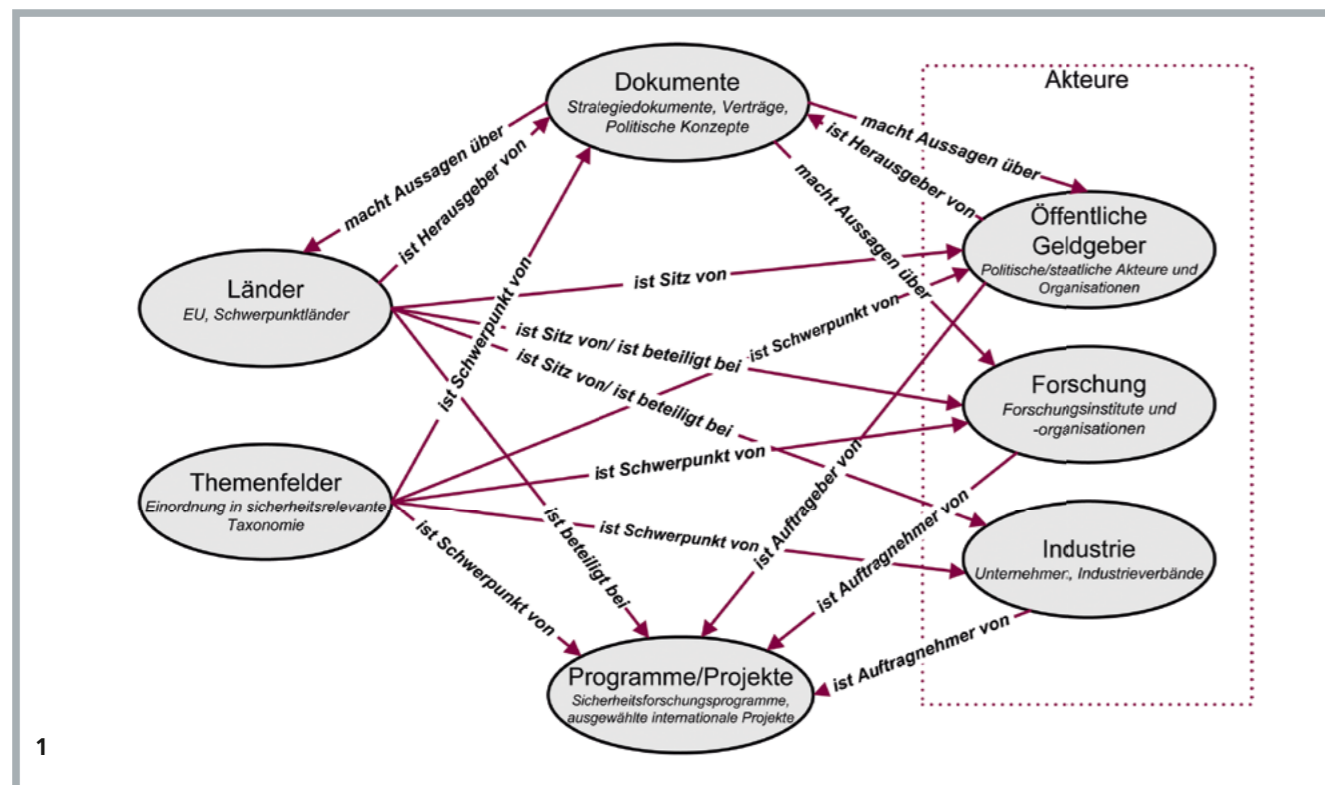 Dokumente
Strategiedokumente, Verträge,
Politische Konzepte
Akteure
macht Aussagen über
ist Herausgeber von
macht Aussagen über
ist Herausgeber von
macht Aussagen über
Öffentliche
Geldgeber
Politische/staatliche Akteure und
Organisationen
Länder
EU, Schwerpunktländer
ist Sitz von
ist Schwerpunkt von
ist Schwerpunkt von
ist Sitz von/ ist beteiligt bei
ist Sitz von/ ist beteiligt bei
Forschung
Forschungsinstitute und
-organisationen
Themenfelder
Einordnung in sicherheitsrelevante
Taxonomie
ist Schwerpunkt von
ist Schwerpunkt von
ist Schwerpunkt von
ist beteiligt bei
ist Auftraggeber von
ist Auftragnehmer von
Industrie
Unternehmen, Industrieverbände
ist Auftragnehmer von
Programme/Projekte
Sicherheitsforschungsprogramme,
ausgewählte internationale Projekte
1